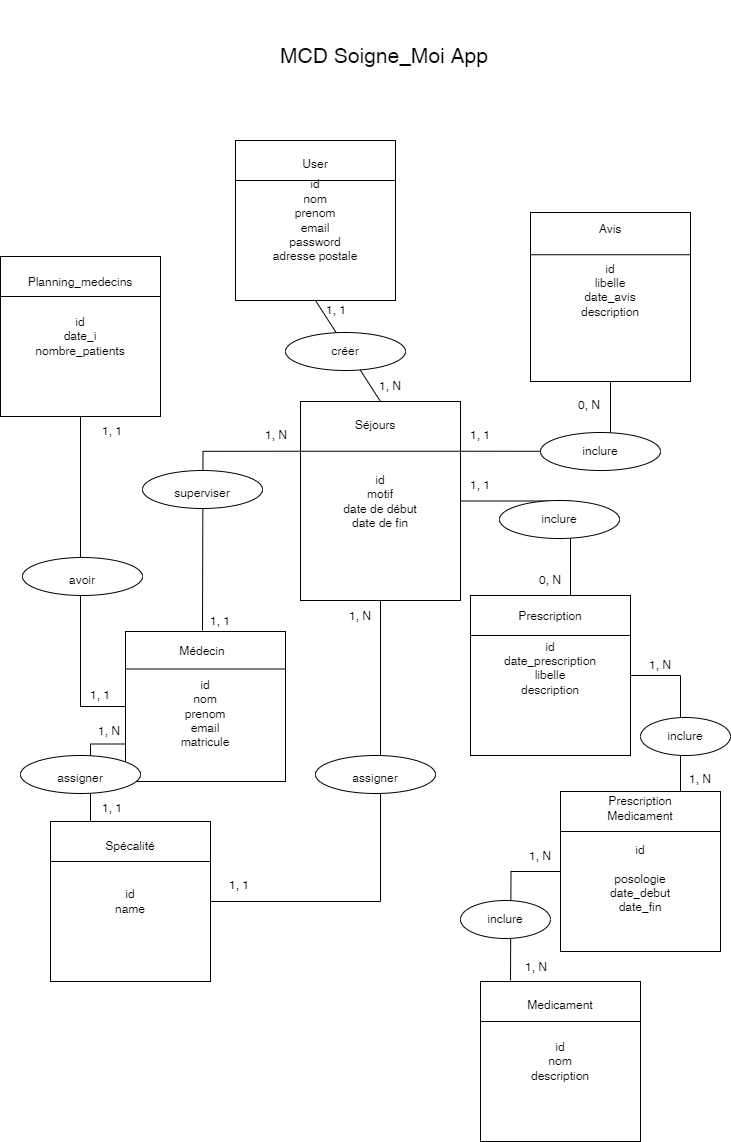 MCD Soigne_Moi App
User
id
nom
prenom
email
password
adresse postale
Avis
id
libelle
date_avis
description
Planning_medecins
id
date_i
nombre_patients
1, 1
créer
1, N
0, N
1, 1
Séjours
id
motif
date de début
date de fin
1, N
1, 1
inclure
superviser
1, 1
inclure
avoir
0, N
1, N
1, 1
Prescription
id
date_prescription
libelle
description
Médecin
id
nom
prenom
email
matricule
1, 1
1, N
1, N
inclure
assigner
assigner
1, N
1, 1
Prescription
Medicament
id
posologie
date_debut
date_fin
Spécalité
id
name
1, 1
1, N
inclure
1, N
Medicament
id
nom
description